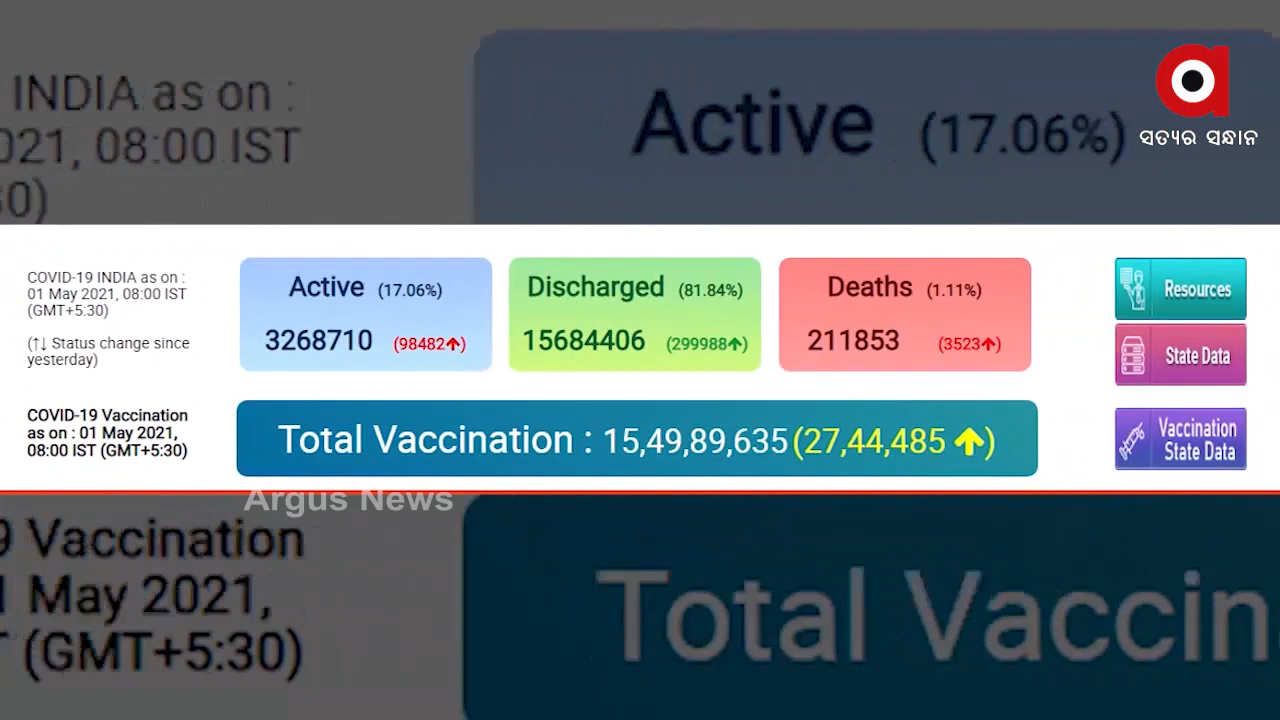 INDIA as on :
021, 08:00 IST
30)
Active (17.06%)
ସତ୍ୟର ସନ୍ଧାନ
COVID-19 INDIA as on :
01 May 2021, 08:00 IST
(GMT+5:30)
(↑↓ Status change since
yesterday)
Active (17.06%)
3268710 (98482↑)
Discharged (81.84%)
15684406 (299988↑)
Deaths (1.11%)
211853 (3523↑)
Resources
State Data
COVID-19 Vaccination
as on : 01 May 2021,
08:00 IST (GMT+5:30)
Total Vaccination : 15,49,89,635 (27,44,485 ↑)
Vaccination
State Data
Argus News
9 Vaccination
1 May 2021,
T (GMT+5:30)
Total Vaccin